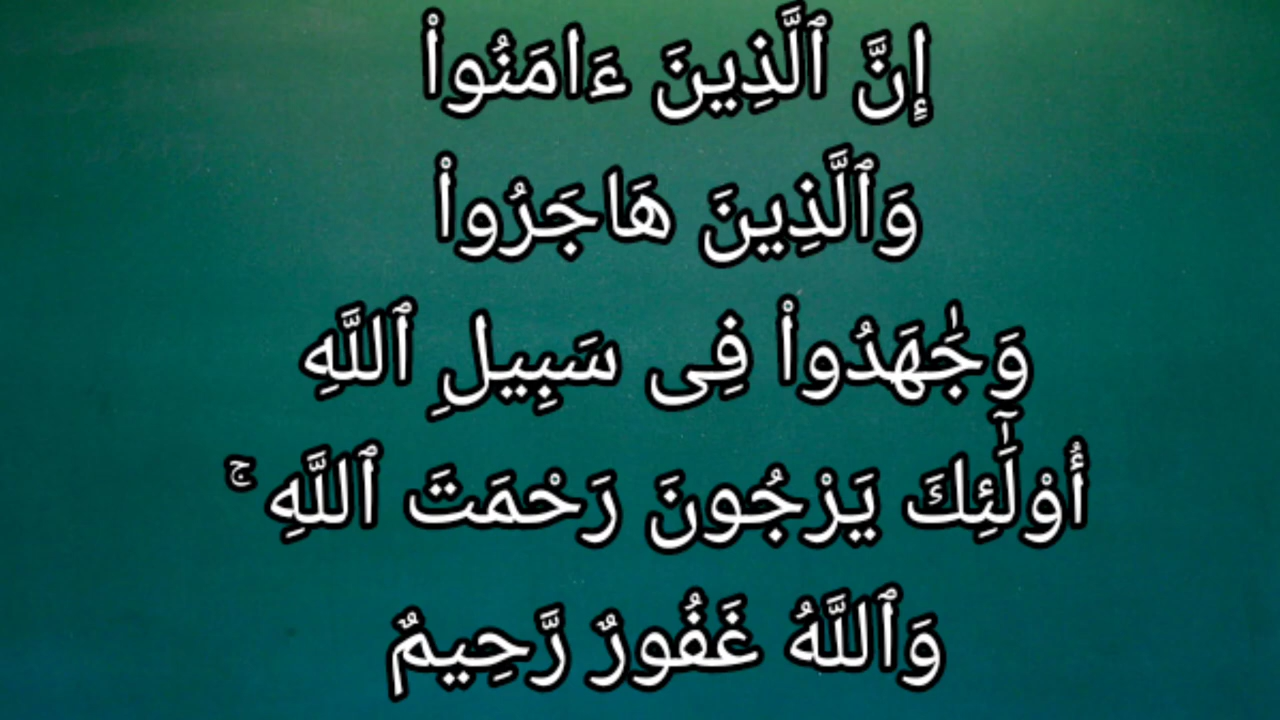 إِنَّ ٱلَّذِينَ ءَامَنُوا۟
وَٱلَّذِينَ هَاجَرُوا۟
وَجَٰهَدُوا۟ فِى سَبِيلِ ٱللَّهِ
أُو۟لَٰٓئِكَ يَرْجُونَ رَحْمَتَ ٱللَّهِ ۚ
وَٱللَّهُ غَفُورٌ رَّحِيمٌ